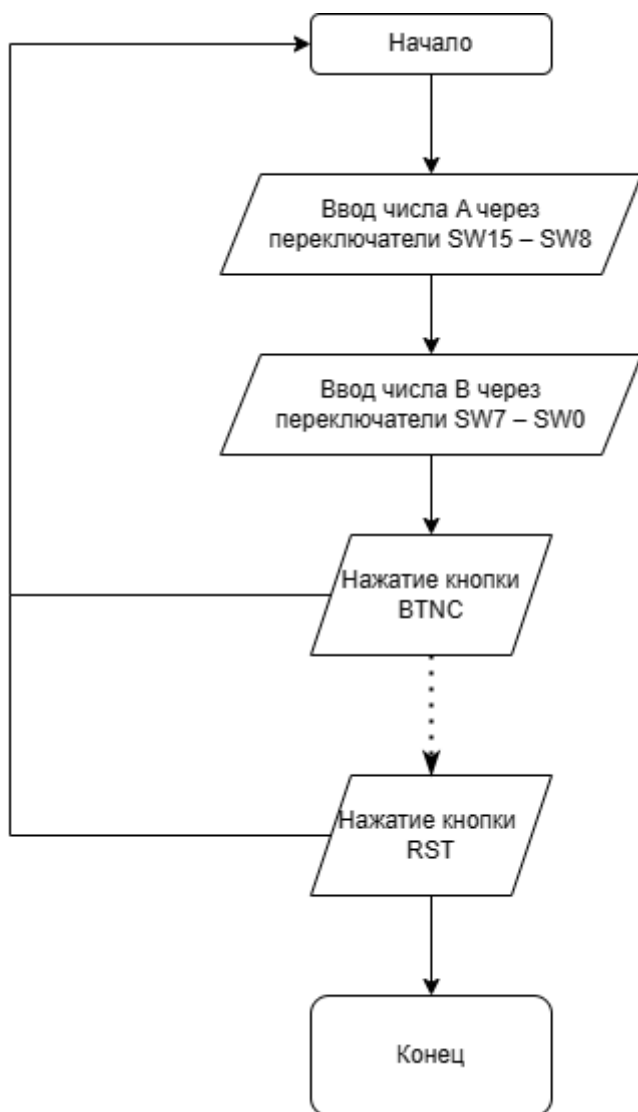 Начало
Ввод числа A через
переключатели SW15 – SW8
Ввод числа B через
переключатели SW7 – SW0
Нажатие кнопки
BTNC
Нажатие кнопки
RST
Конец